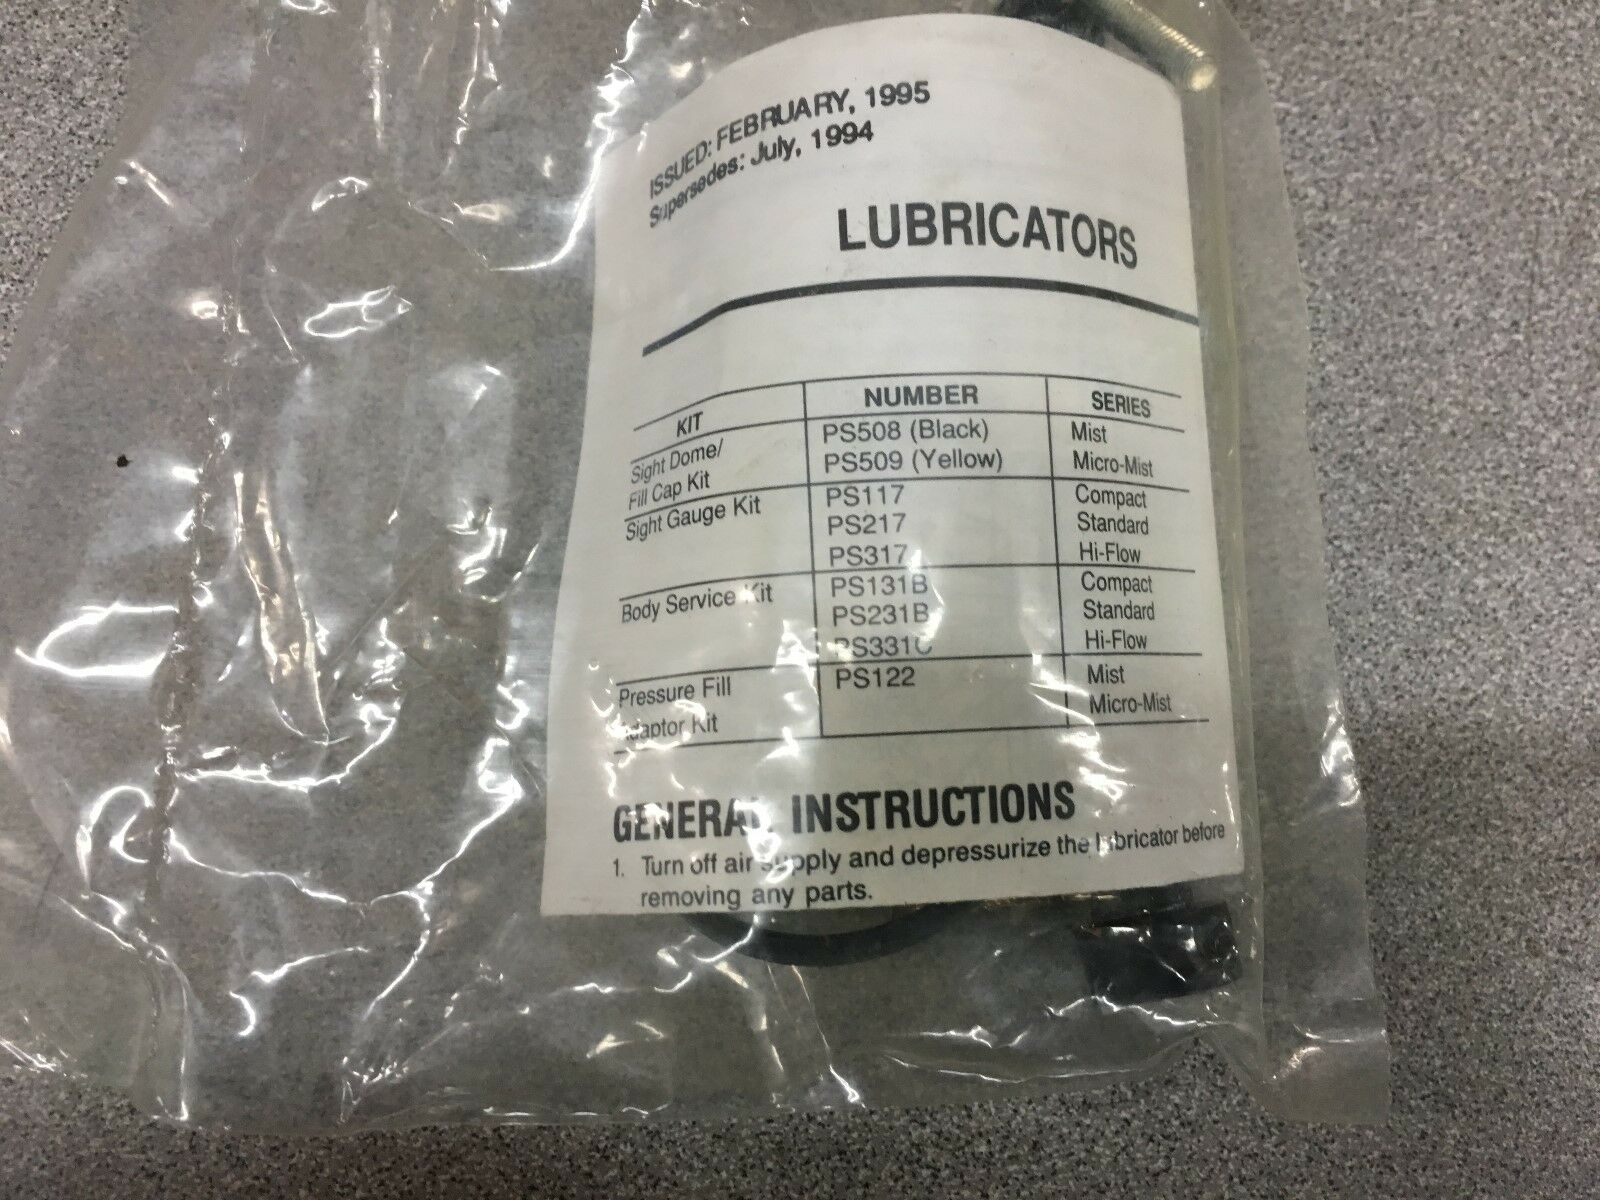 ISSUED: FEBRUARY, 1995
Supersedes: July, 1994
LUBRICATORS
KIT NUMBER SERIES
Sight Dome/ PS508 (Black) Mist
Fill Cap Kit PS509 (Yellow) Micro-Mist
Sight Gauge Kit PS117 Compact
PS217 Standard
PS317 Hi-Flow
Body Service Kit PS131B Compact
PS231B Standard
PS331C Hi-Flow
Pressure Fill PS122 Mist
Adaptor Kit Micro-Mist
GENERAL INSTRUCTIONS
1. Turn off air supply and depressurize the lubricator before
removing any parts.